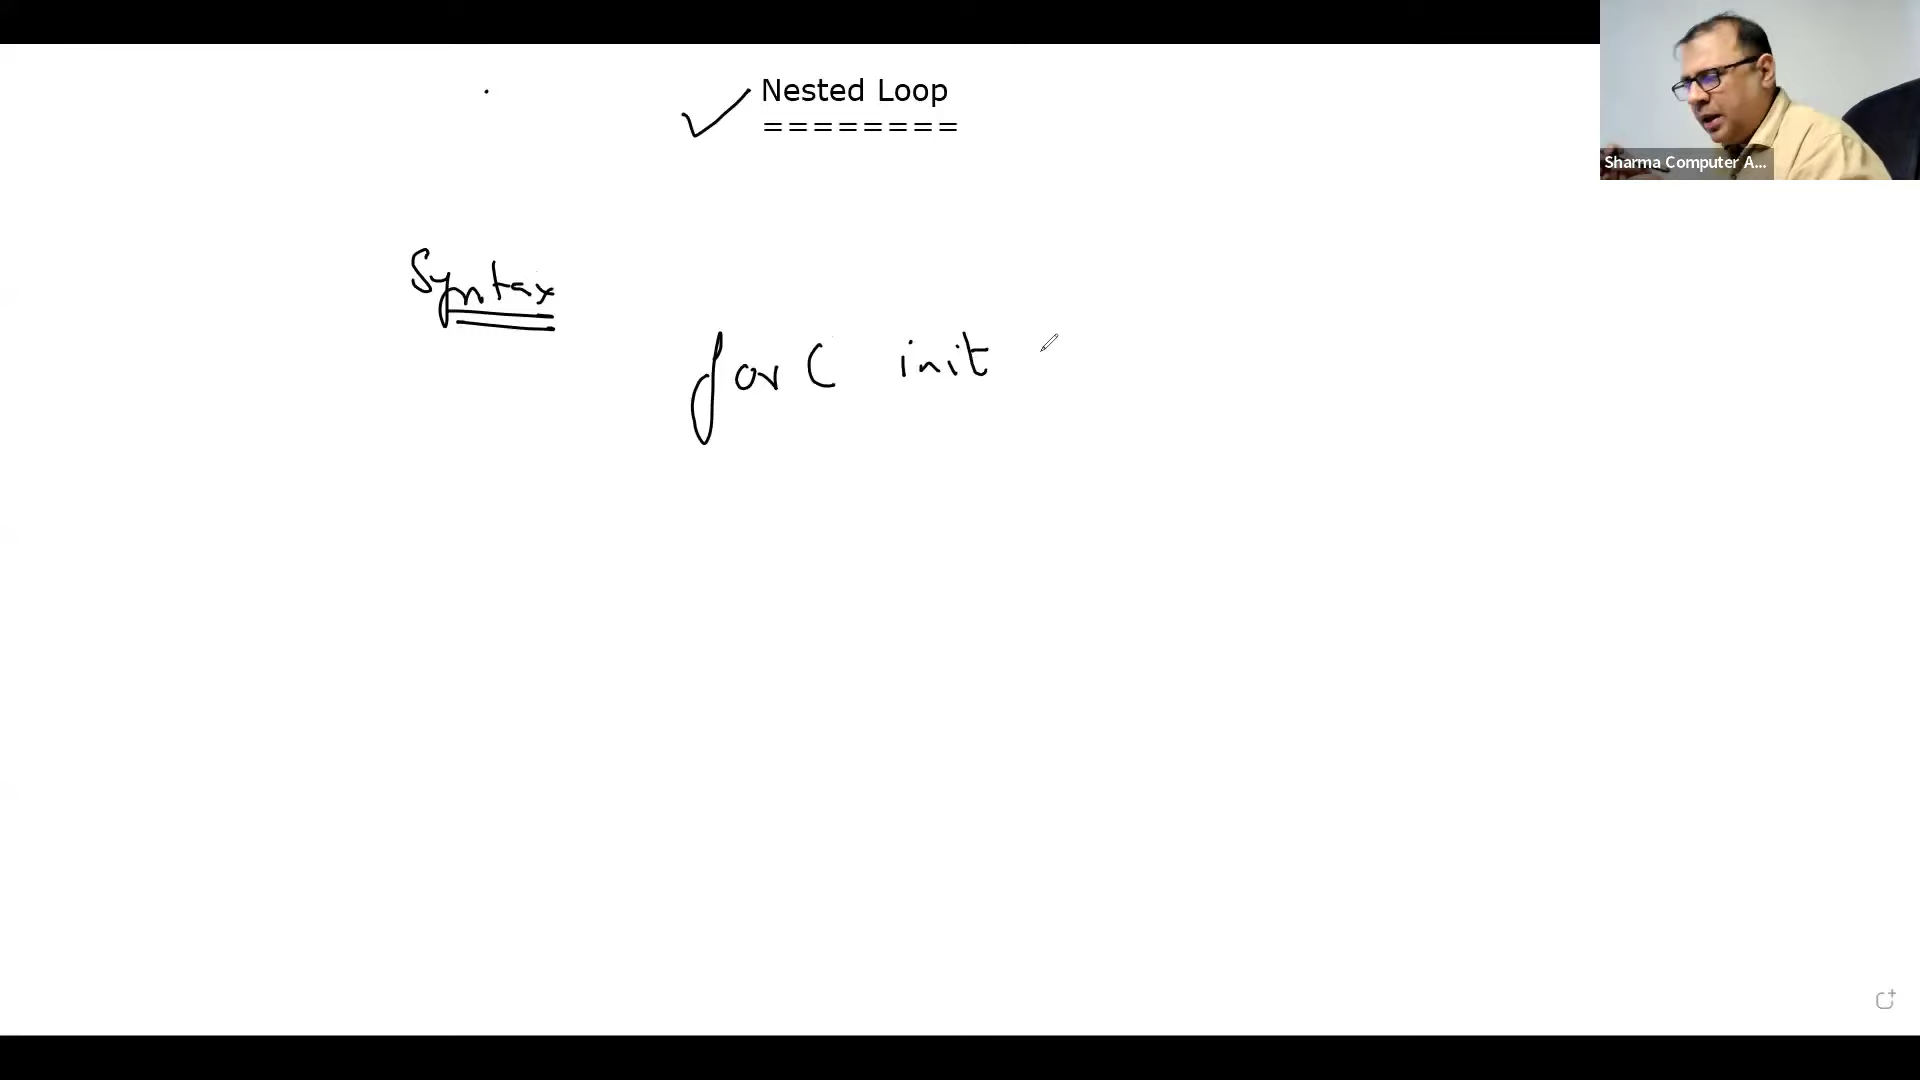 Nested Loop
========
Sharma Computer A...
Syntax
for ( init